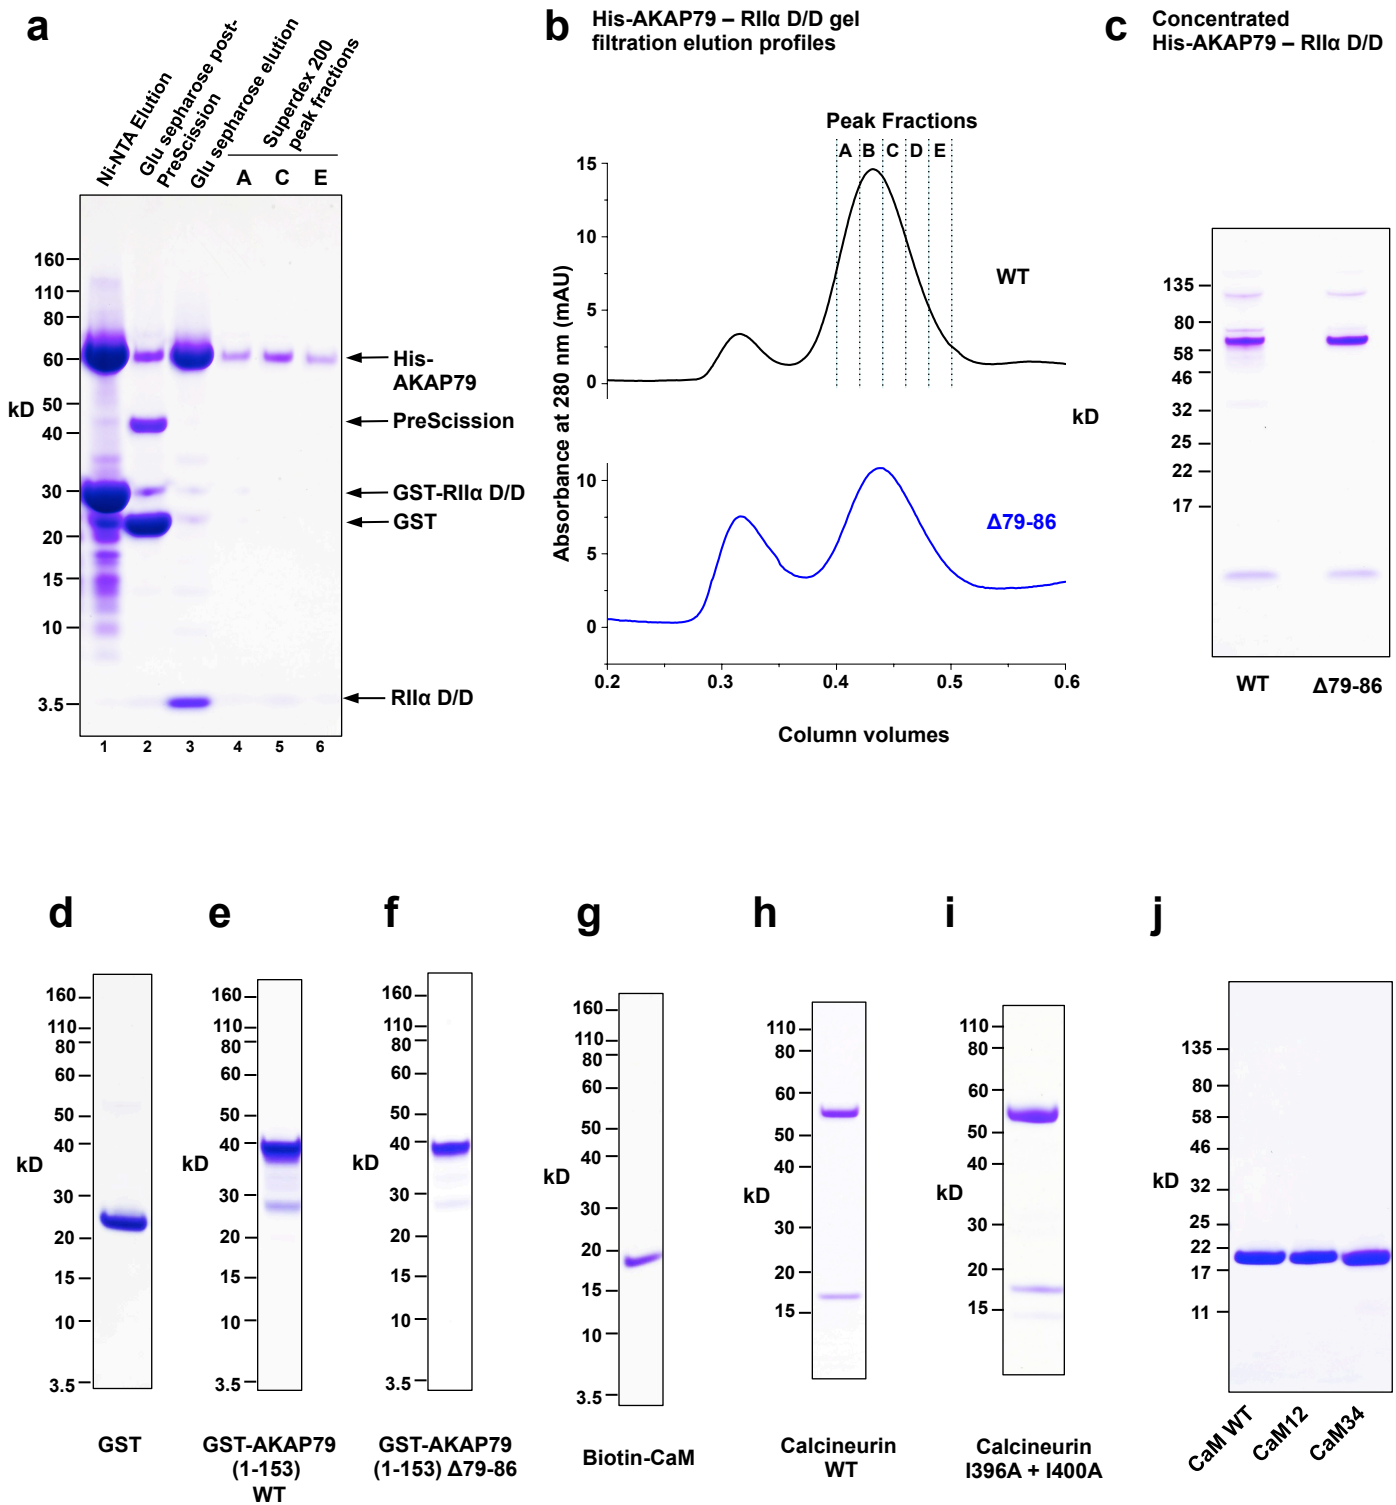 a
Ni-NTA Elution
Glu sepharose post-
PreScission
Glu sepharose elution
Superdex 200
peak fractions
A C E
160
110
80
60
50
kD
40
30
20
15
10
3.5
His-
AKAP79
PreScission
GST-RIIα D/D
GST
RIIα D/D
1 2 3 4 5 6
b
His-AKAP79 – RIIα D/D gel
filtration elution profiles
Peak Fractions
A B C D E
15
10
5
0
WT
Absorbance at 280 nm (mAU)
10
5
0
Δ79-86
0.2 0.3 0.4 0.5 0.6
Column volumes
c
Concentrated
His-AKAP79 – RIIα D/D
135
80
58
46
kD
32
25
22
17
WT Δ79-86
d
160
110
80
60
50
40
kD
30
20
15
10
3.5
GST
e
160
110
80
60
50
40
kD
30
20
15
10
3.5
GST-AKAP79
(1-153)
WT
f
160
110
80
60
50
40
kD
30
20
15
10
3.5
GST-AKAP79
(1-153) Δ79-86
g
160
110
80
60
50
40
kD
30
20
15
10
3.5
Biotin-CaM
h
110
80
60
50
40
kD
30
20
15
Calcineurin
WT
i
110
80
60
50
40
kD
30
20
15
Calcineurin
I396A + I400A
j
135
80
58
46
kD
32
25
22
17
11
CaM WT
CaM12
CaM34